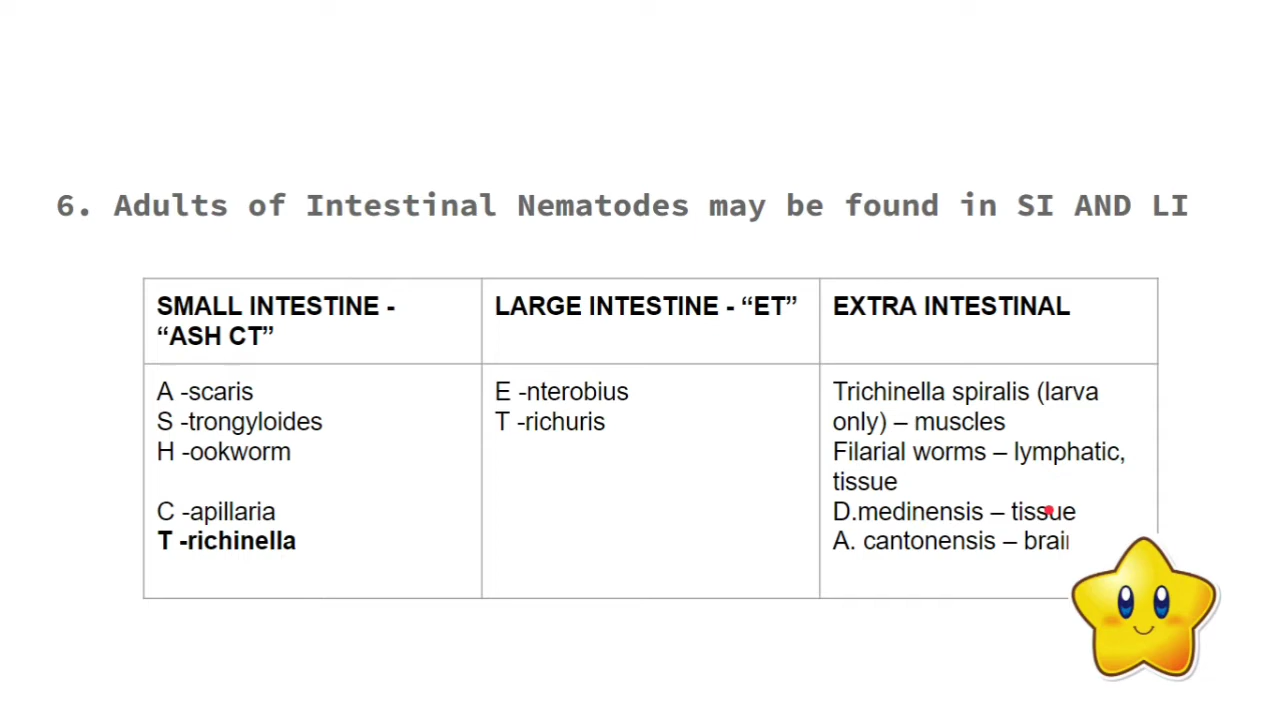 6. Adults of Intestinal Nematodes may be found in SI AND LI
SMALL INTESTINE -
“ASH CT”
LARGE INTESTINE - “ET”
EXTRA INTESTINAL
A -scaris
S -trongyloides
H -ookworm
C -apillaria
T -richinella
E -nterobius
T -richuris
Trichinella spiralis (larva
only) – muscles
Filarial worms – lymphatic,
tissue
D.medinensis – tissue
A. cantonensis –